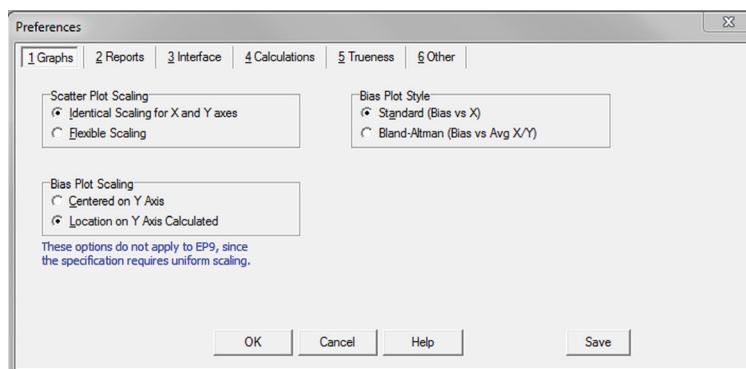 Preferences
1 Graphs 2 Reports 3 Interface 4 Calculations 5 Trueness 6 Other
Scatter Plot Scaling
Identical Scaling for X and Y axes
Flexible Scaling
Bias Plot Style
Standard (Bias vs X)
Bland-Altman (Bias vs Avg X/Y)
Bias Plot Scaling
Centered on Y Axis
Location on Y Axis Calculated
These options do not apply to EP9, since
the specification requires uniform scaling.
OK Cancel Help Save